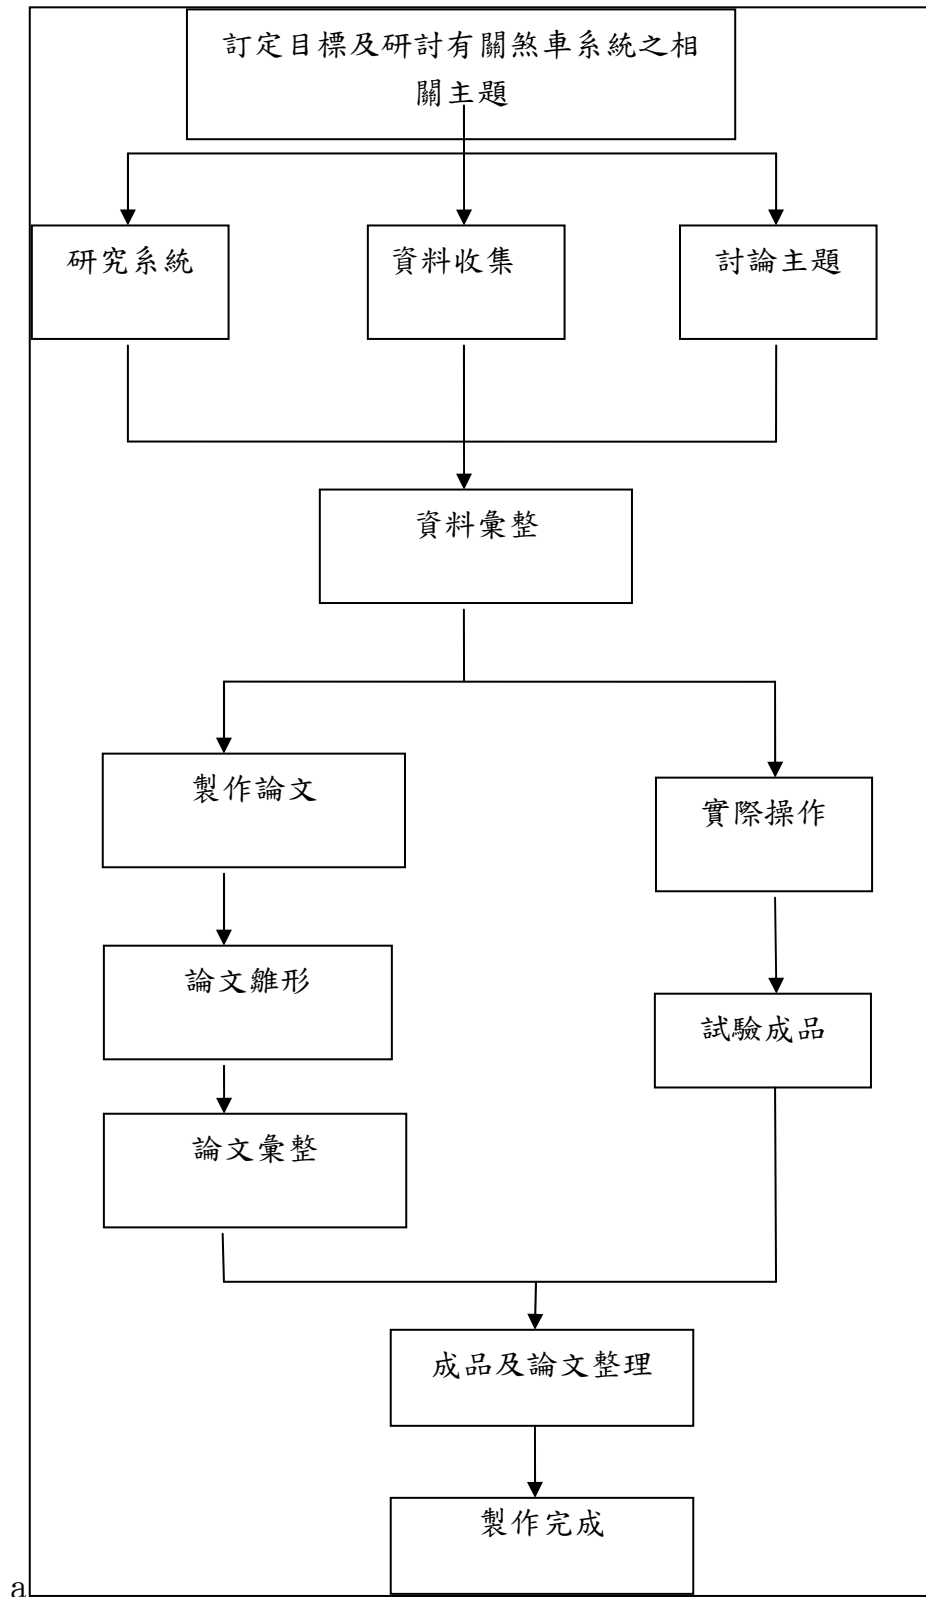 訂定目標及研討有關煞車系統之相
關主題
研究系統
資料收集
討論主題
資料彙整
製作論文
實際操作
論文雛形
試驗成品
論文彙整
成品及論文整理
製作完成
a